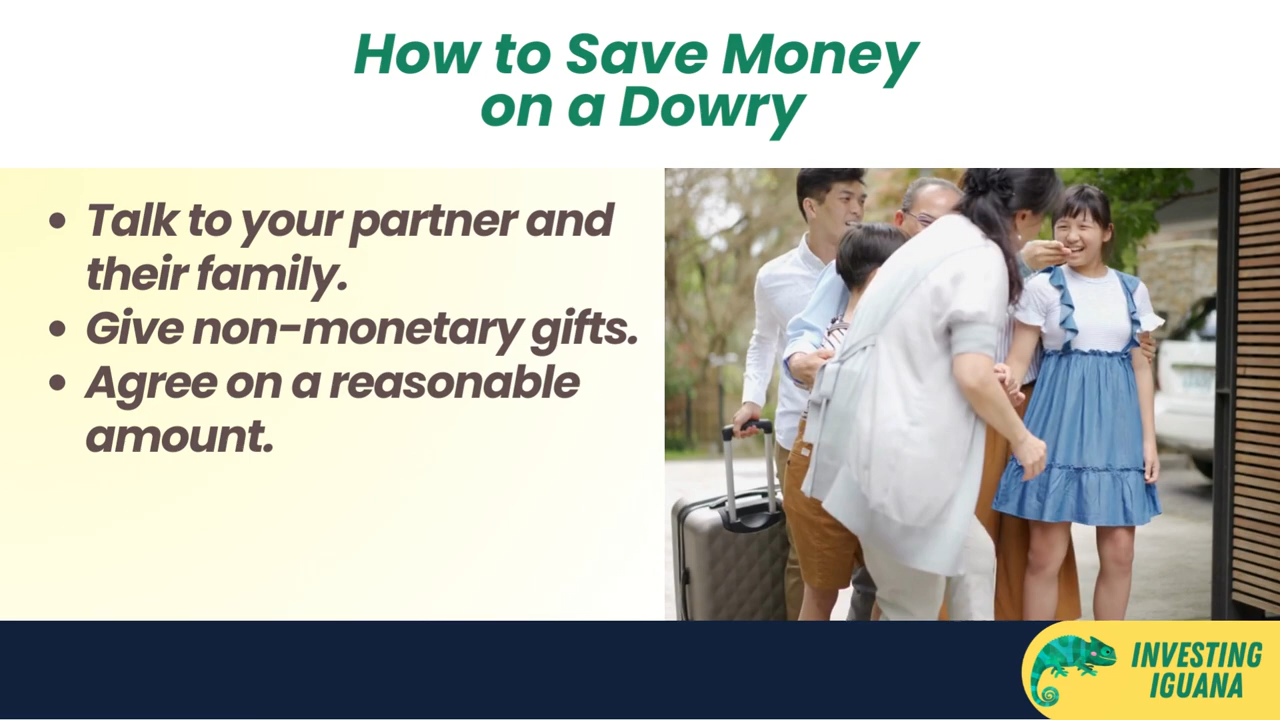 How to Save Money
on a Dowry
• Talk to your partner and
their family.
• Give non-monetary gifts.
• Agree on a reasonable
amount.
INVESTING
IGUANA